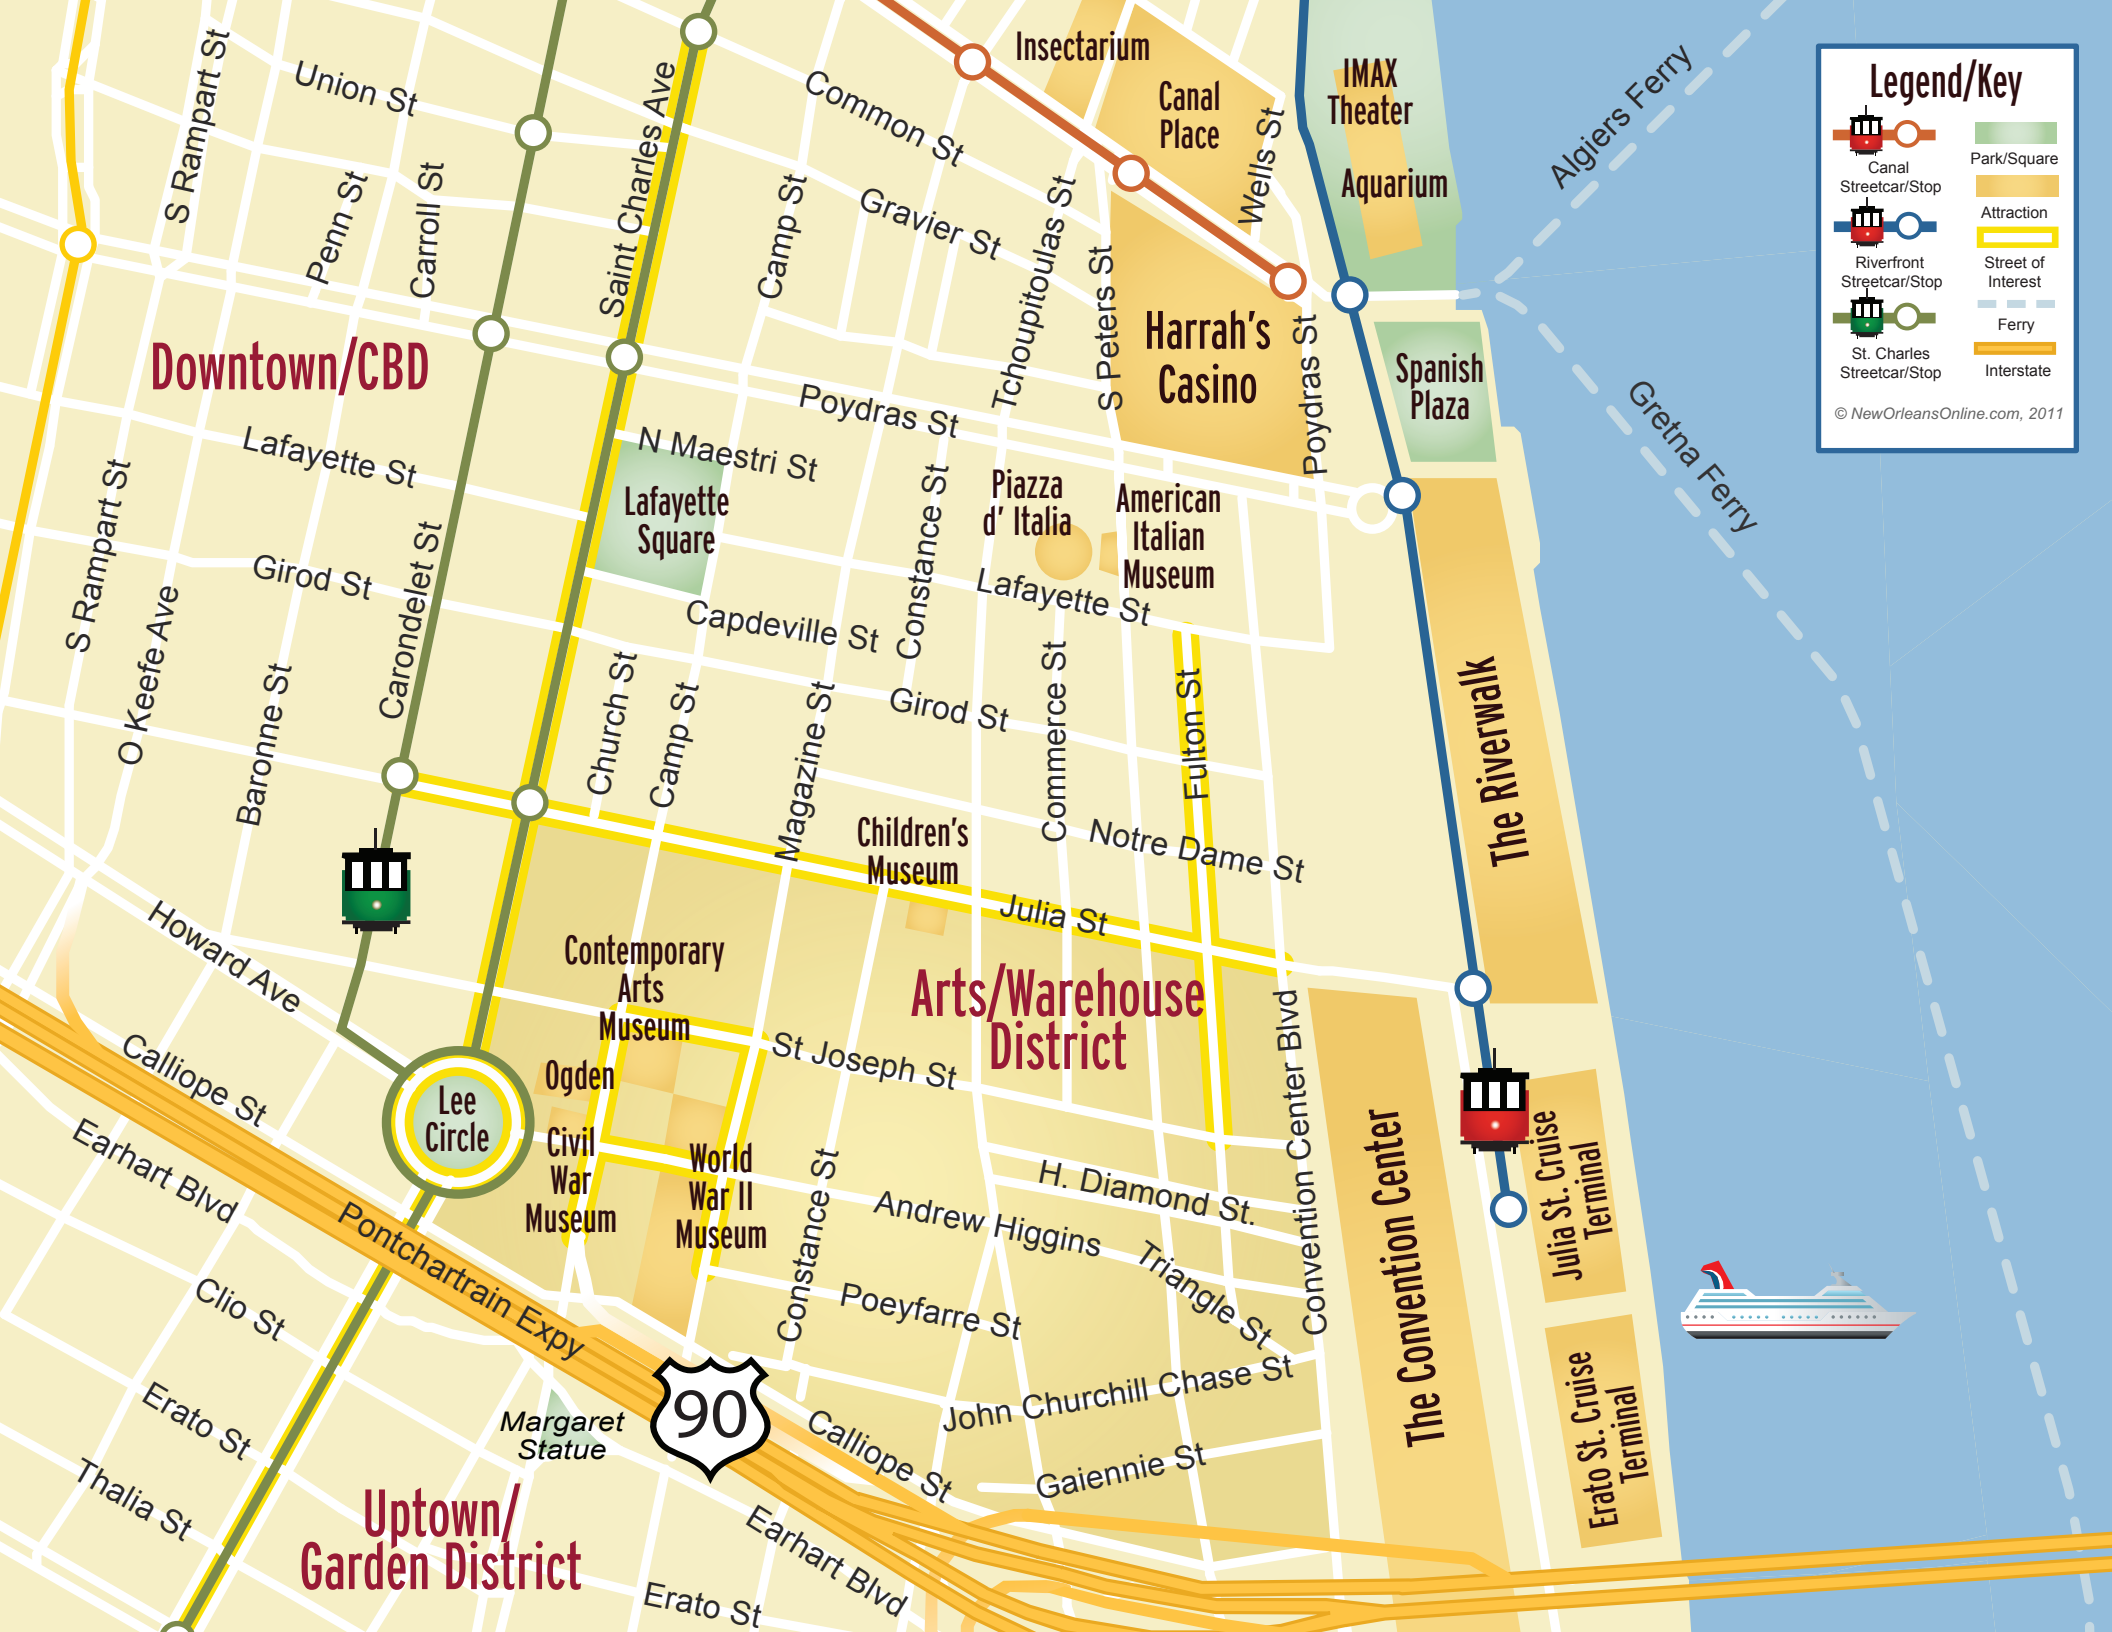 Legend/Key
Canal
Streetcar/Stop
Riverfront
Streetcar/Stop
St. Charles
Streetcar/Stop
Park/Square
Attraction
Street of
Interest
Ferry
Interstate
© NewOrleansOnline.com, 2011
S Rampart St
Union St
Penn St
Carroll St
Saint Charles Ave
Common St
Camp St
Gravier St
Insectarium
Canal
Place
Wells St
IMAX
Theater
Aquarium
Algiers Ferry
Tchoupitoulas St
S Peters St
Harrah's
Casino
Poydras St
Spanish
Plaza
Gretna Ferry
Downtown/CBD
Poydras St
Lafayette St
N Maestri St
Lafayette
Square
Constance St
Piazza
d' Italia
American
Italian
Museum
S Rampart St
Girod St
Carondelet St
O Keefe Ave
Capdeville St
Lafayette St
Baronne St
Church St
Camp St
Magazine St
Girod St
Commerce St
Fulton St
The Riverwalk
Children's
Museum
Notre Dame St
Julia St
Howard Ave
Contemporary
Arts
Museum
Arts/Warehouse
District
St Joseph St
Ogden
Lee
Circle
Civil
War
Museum
World
War II
Museum
Calliope St
Earhart Blvd
Pontchartrain Expy
Constance St
H. Diamond St.
Andrew Higgins
Triangle St
Convention Center Blvd
The Convention Center
Julia St. Cruise
Terminal
Poeyfarre St
Clio St
Erato St
Thalia St
Margaret
Statue
90
Calliope St
John Churchill Chase St
Gaiennie St
Erato St. Cruise
Terminal
Uptown/
Garden District
Earhart Blvd
Erato St